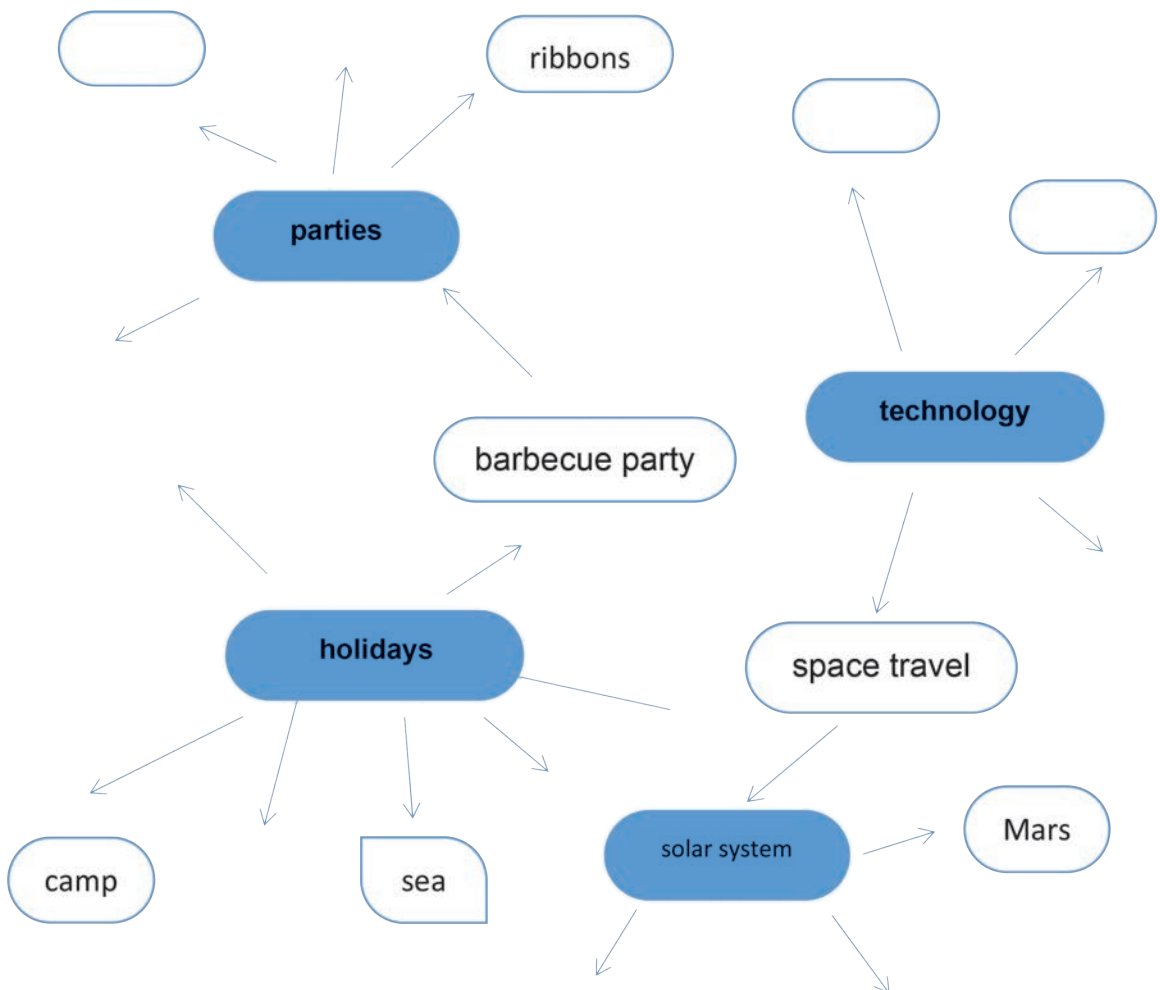 ribbons
parties
technology
barbecue party
holidays
space travel
solar system
Mars
camp
sea